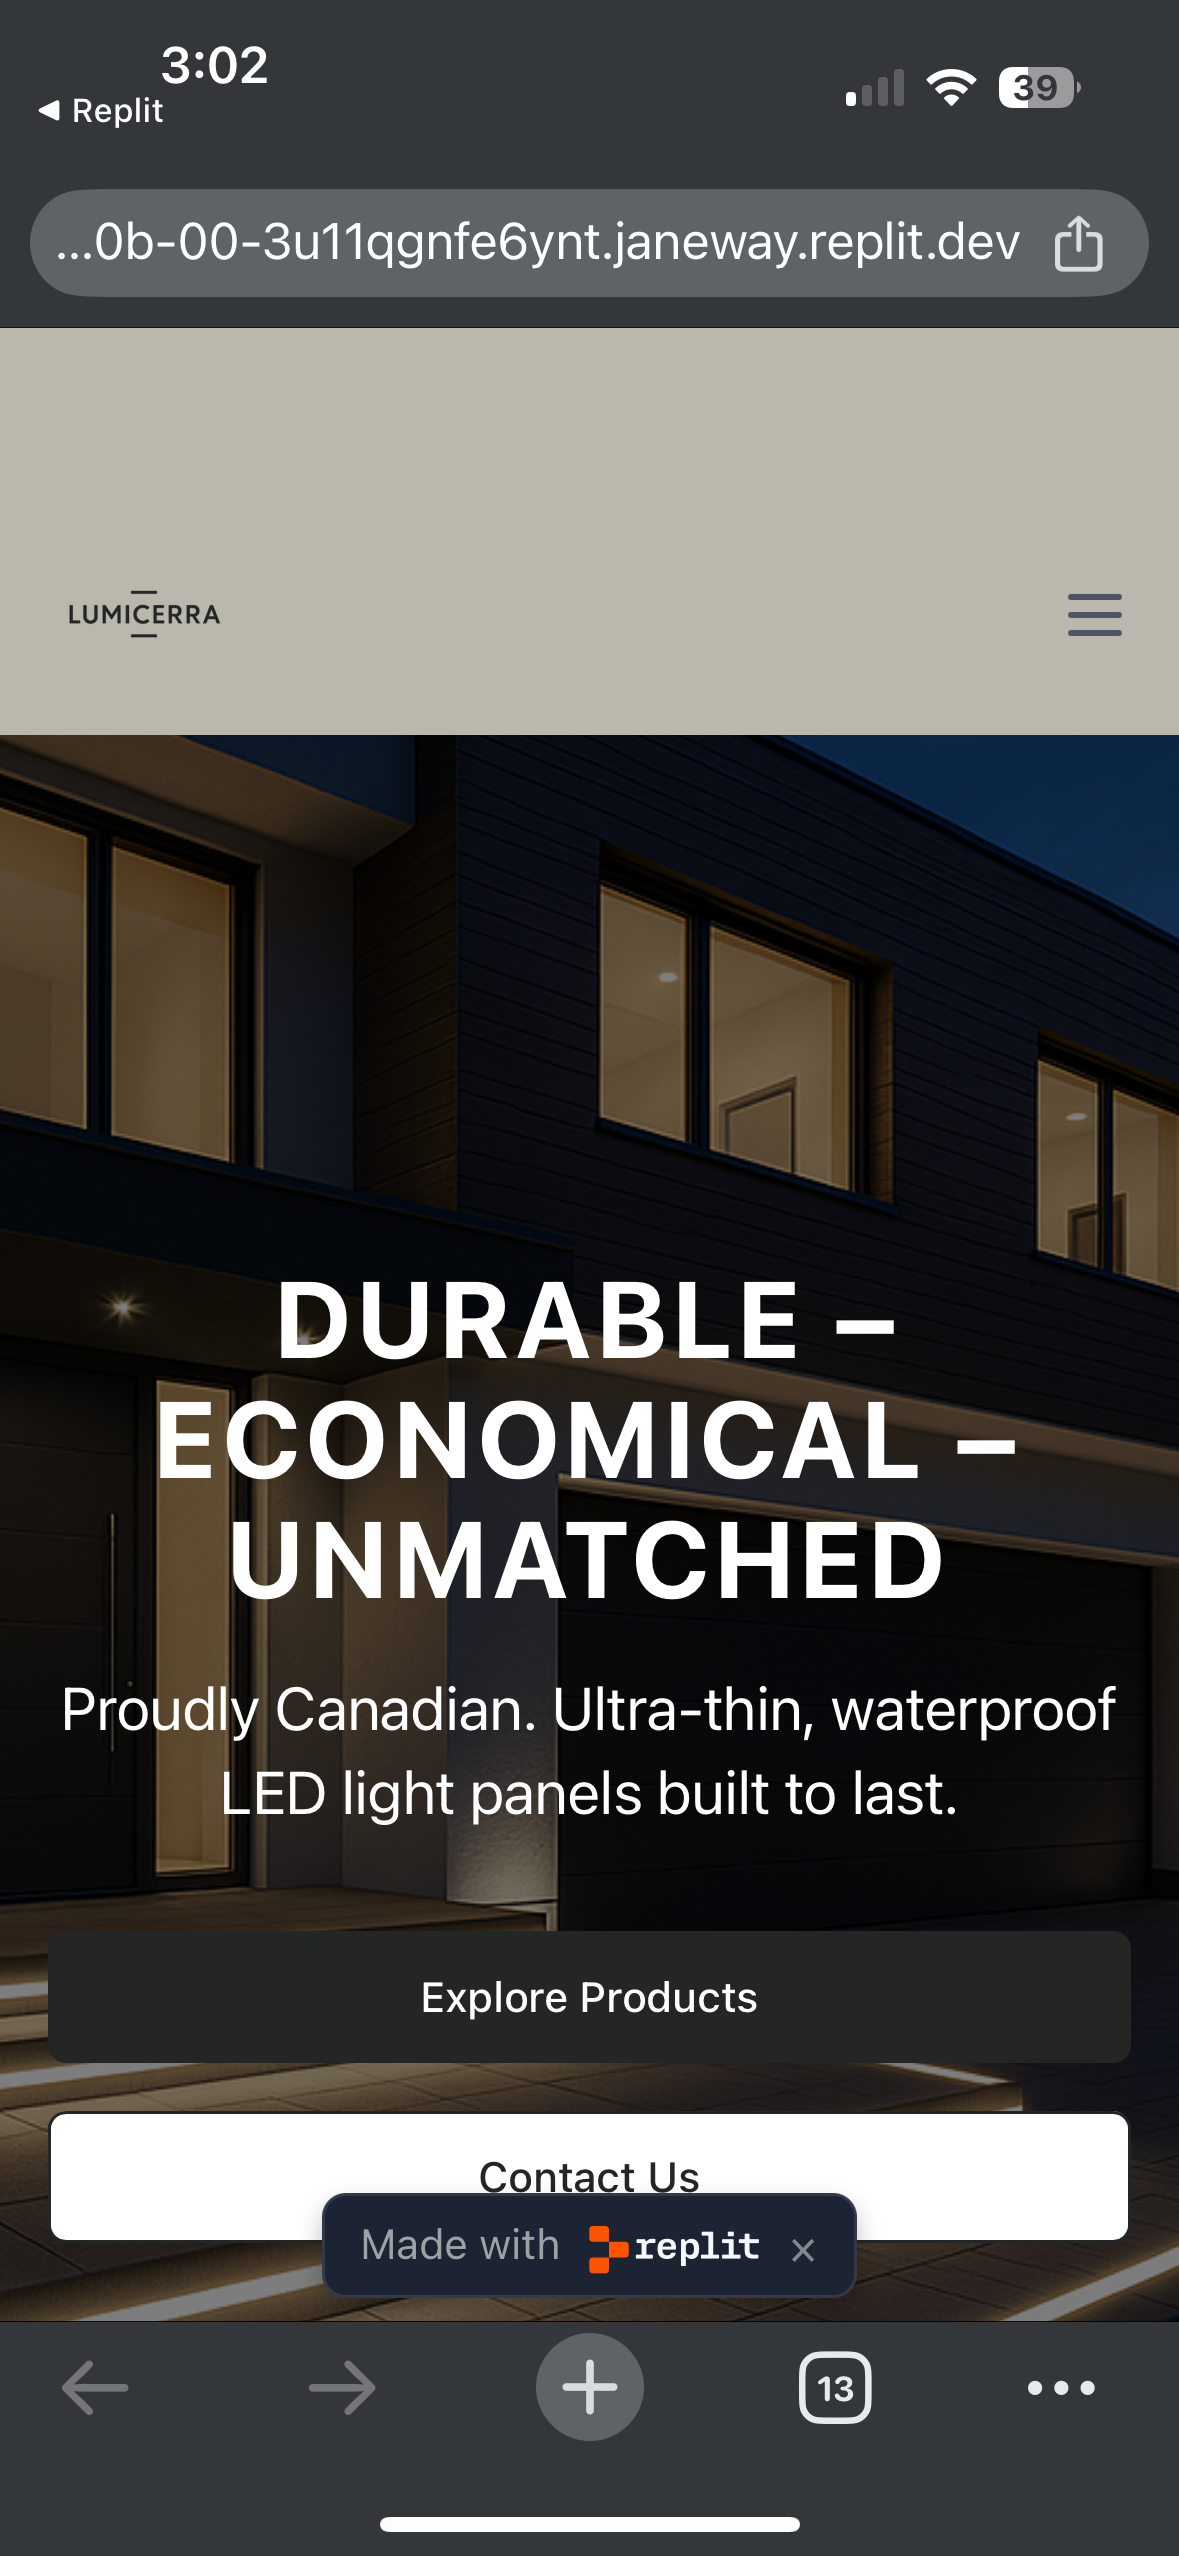 3:02
Replit
39
...0b-00-3u11qgnfe6ynt.janeway.replit.dev
LUMICERRA
DURABLE –
ECONOMICAL –
UNMATCHED
Proudly Canadian. Ultra-thin, waterproof
LED light panels built to last.
Explore Products
Contact Us
Made with replit ×
13